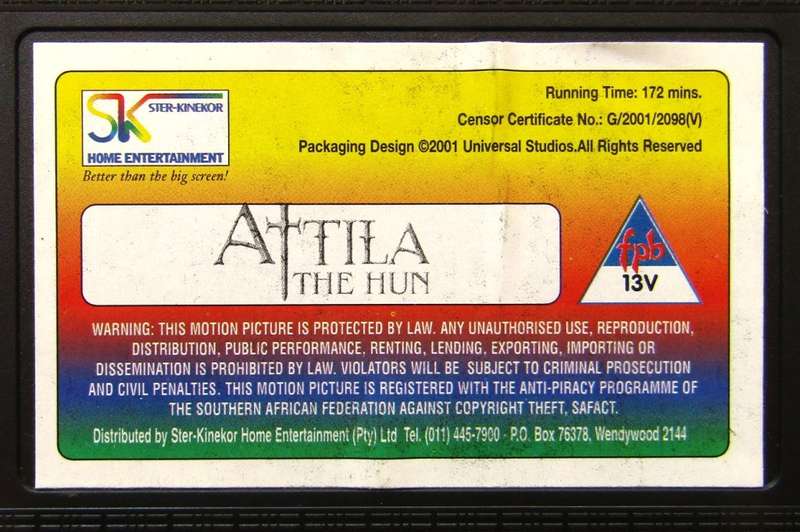 SK STER-KINEKOR
HOME ENTERTAINMENT
Better than the big screen!
Running Time: 172 mins.
Censor Certificate No.: G/2001/2098(V)
Packaging Design ©2001 Universal Studios.All Rights Reserved
ATTILA
THE HUN
fpb
13V
WARNING: THIS MOTION PICTURE IS PROTECTED BY LAW. ANY UNAUTHORISED USE, REPRODUCTION,
DISTRIBUTION, PUBLIC PERFORMANCE, RENTING, LENDING, EXPORTING, IMPORTING OR
DISSEMINATION IS PROHIBITED BY LAW. VIOLATORS WILL BE SUBJECT TO CRIMINAL PROSECUTION
AND CIVIL PENALTIES. THIS MOTION PICTURE IS REGISTERED WITH THE ANTI-PIRACY PROGRAMME OF
THE SOUTHERN AFRICAN FEDERATION AGAINST COPYRIGHT THEFT, SAFACT.
Distributed by Ster-Kinekor Home Entertainment (Pty) Ltd Tel. (011) 445-7900 - P.O. Box 76378, Wendywood 2144